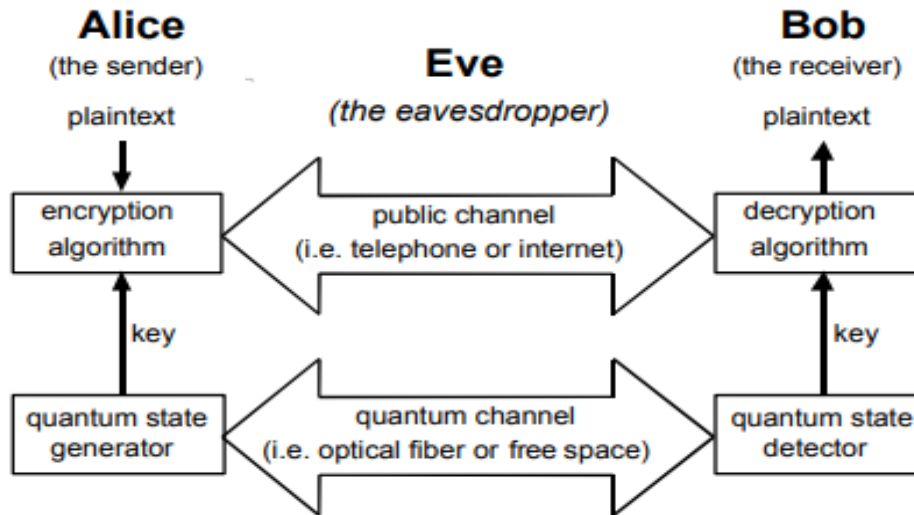 Alice
(the sender)
plaintext
encryption
algorithm
key
quantum state
generator
Eve
(the eavesdropper)
public channel
(i.e. telephone or internet)
quantum channel
(i.e. optical fiber or free space)
Bob
(the receiver)
plaintext
decryption
algorithm
key
quantum state
detector